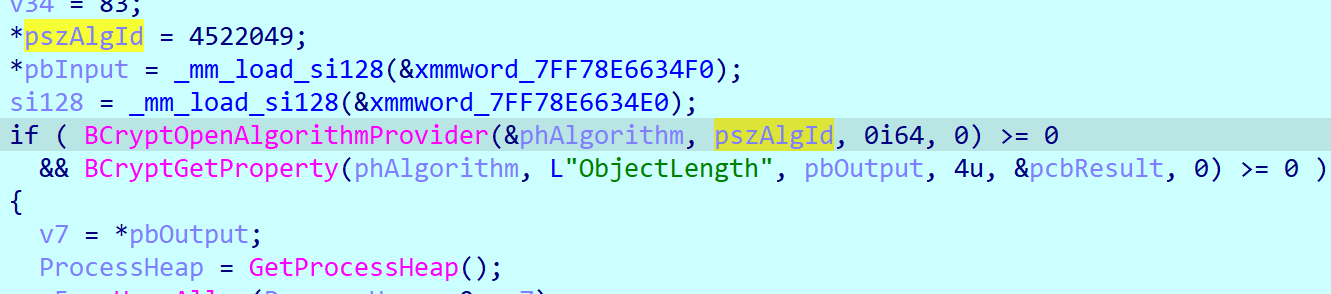 v34 = 83;
*pszAlgId = 4522049;
*pbInput = _mm_load_si128(&xmmword_7FF78E6634F0);
si128 = _mm_load_si128(&xmmword_7FF78E6634E0);
if ( BCryptOpenAlgorithmProvider(&phAlgorithm, pszAlgId, 0i64, 0) >= 0
&& BCryptGetProperty(phAlgorithm, L"ObjectLength", pbOutput, 4u, &pcbResult, 0) >= 0 )
{
v7 = *pbOutput;
ProcessHeap = GetProcessHeap();